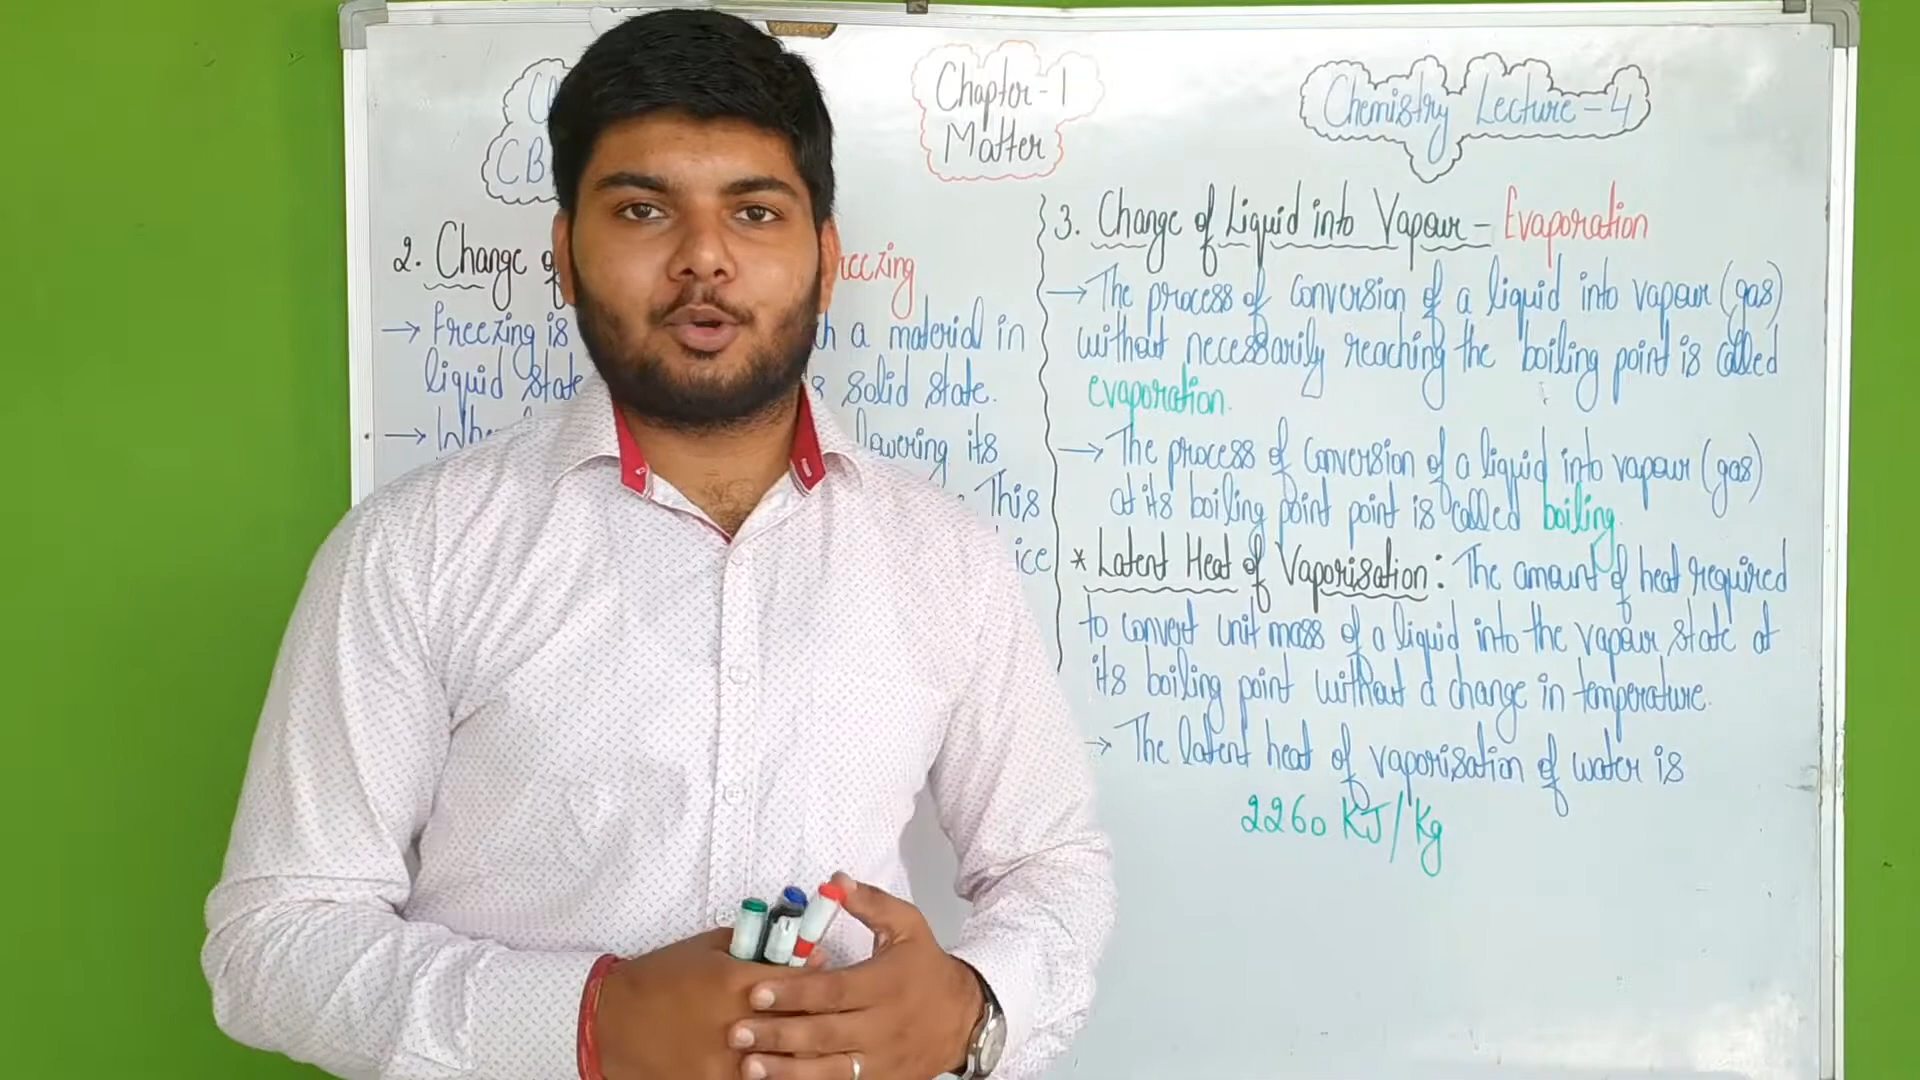 CB
Chapter-1
Matter
Chemistry Lecture-4
2. Change of
→ Freezing is a material in
liquid state solid state.
→ lowering its
This
ice
3. Change of Liquid into Vapour - Evaporation
→ The process of conversion of a liquid into vapour (gas)
without necessarily reaching the boiling point is called
evaporation.
→ The process of conversion of a liquid into vapour (gas)
at its boiling point point is called boiling.
* Latent Heat of Vaporisation: The amount of heat required
to convert unit mass of a liquid into the vapour state at
its boiling point without a change in temperature.
→ The latent heat of vaporisation of water is
2260 KJ/Kg